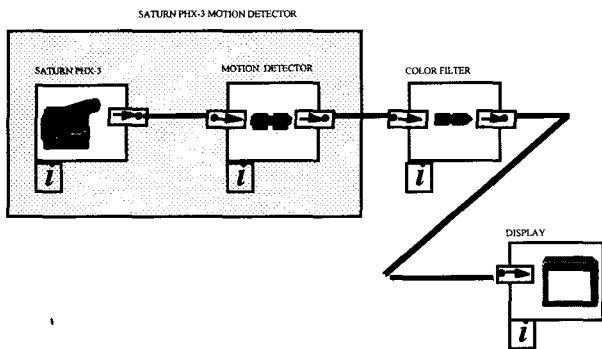 SATURN PHX-3 MOTION DETECTOR
SATURN PHX-3
MOTION DETECTOR
COLOR FILTER
i
i
i
DISPLAY
i